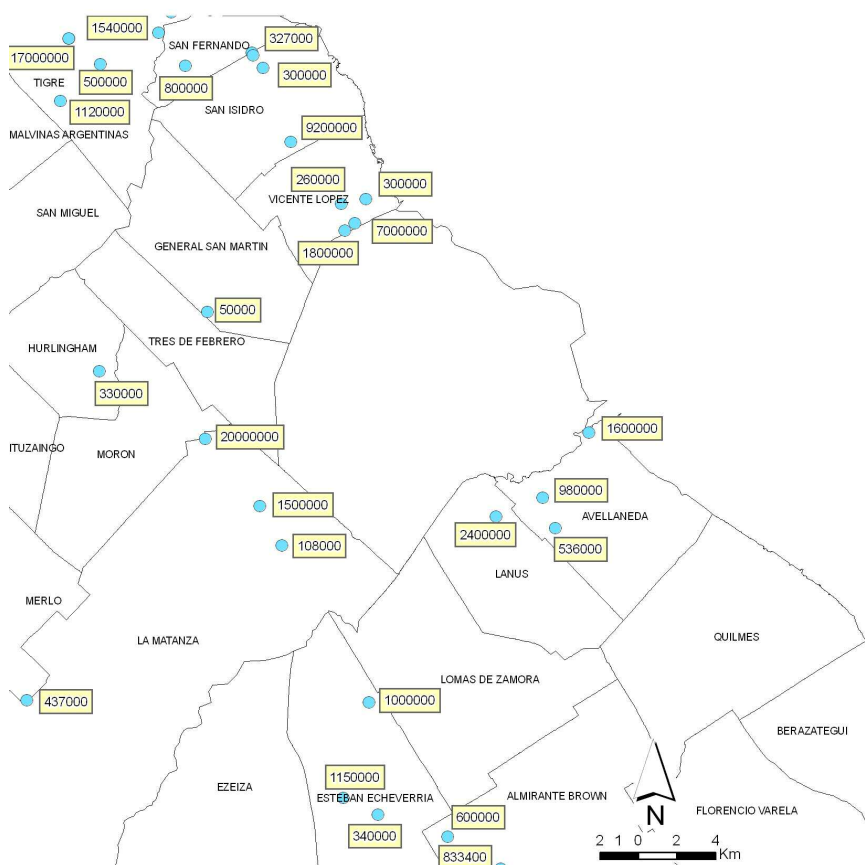 1540000
SAN FERNANDO
327000
17000000
TIGRE
500000
800000
300000
1120000
SAN ISIDRO
MALVINAS ARGENTINAS
9200000
260000
300000
VICENTE LOPEZ
SAN MIGUEL
7000000
GENERAL SAN MARTIN
1800000
50000
TRES DE FEBRERO
HURLINGHAM
330000
20000000
1600000
ITUZAINGO
MORON
980000
1500000
AVELLANEDA
2400000
536000
108000
LANUS
MERLO
LA MATANZA
QUILMES
LOMAS DE ZAMORA
437000
1000000
BERAZATEGUI
1150000
EZEIZA
ESTEBAN ECHEVERRIA
ALMIRANTE BROWN
FLORENCIO VARELA
340000
600000
N
833400
2 1 0 2 4
Km